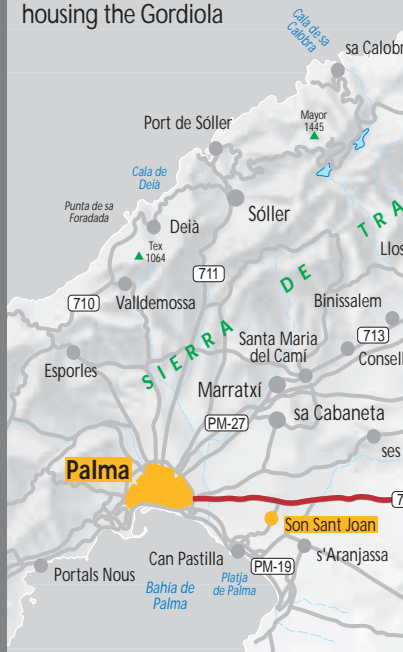 housing the Gordiola
Cala de sa
Calobra
sa Calobr
Mayor
1445
Port de Sóller
Cala de
Deià
Punta de sa
Foradada
Sóller
Deià
Tex
1064
SIERRA DE TRA
Llos
711
710
Valldemossa
Binissalem
713
Santa Maria
del Camí
Consell
Esporles
Marratxí
PM-27
sa Cabaneta
ses
Palma
7
Son Sant Joan
Can Pastilla
s'Aranjassa
PM-19
Portals Nous
Platja
de Palma
Bahía de
Palma